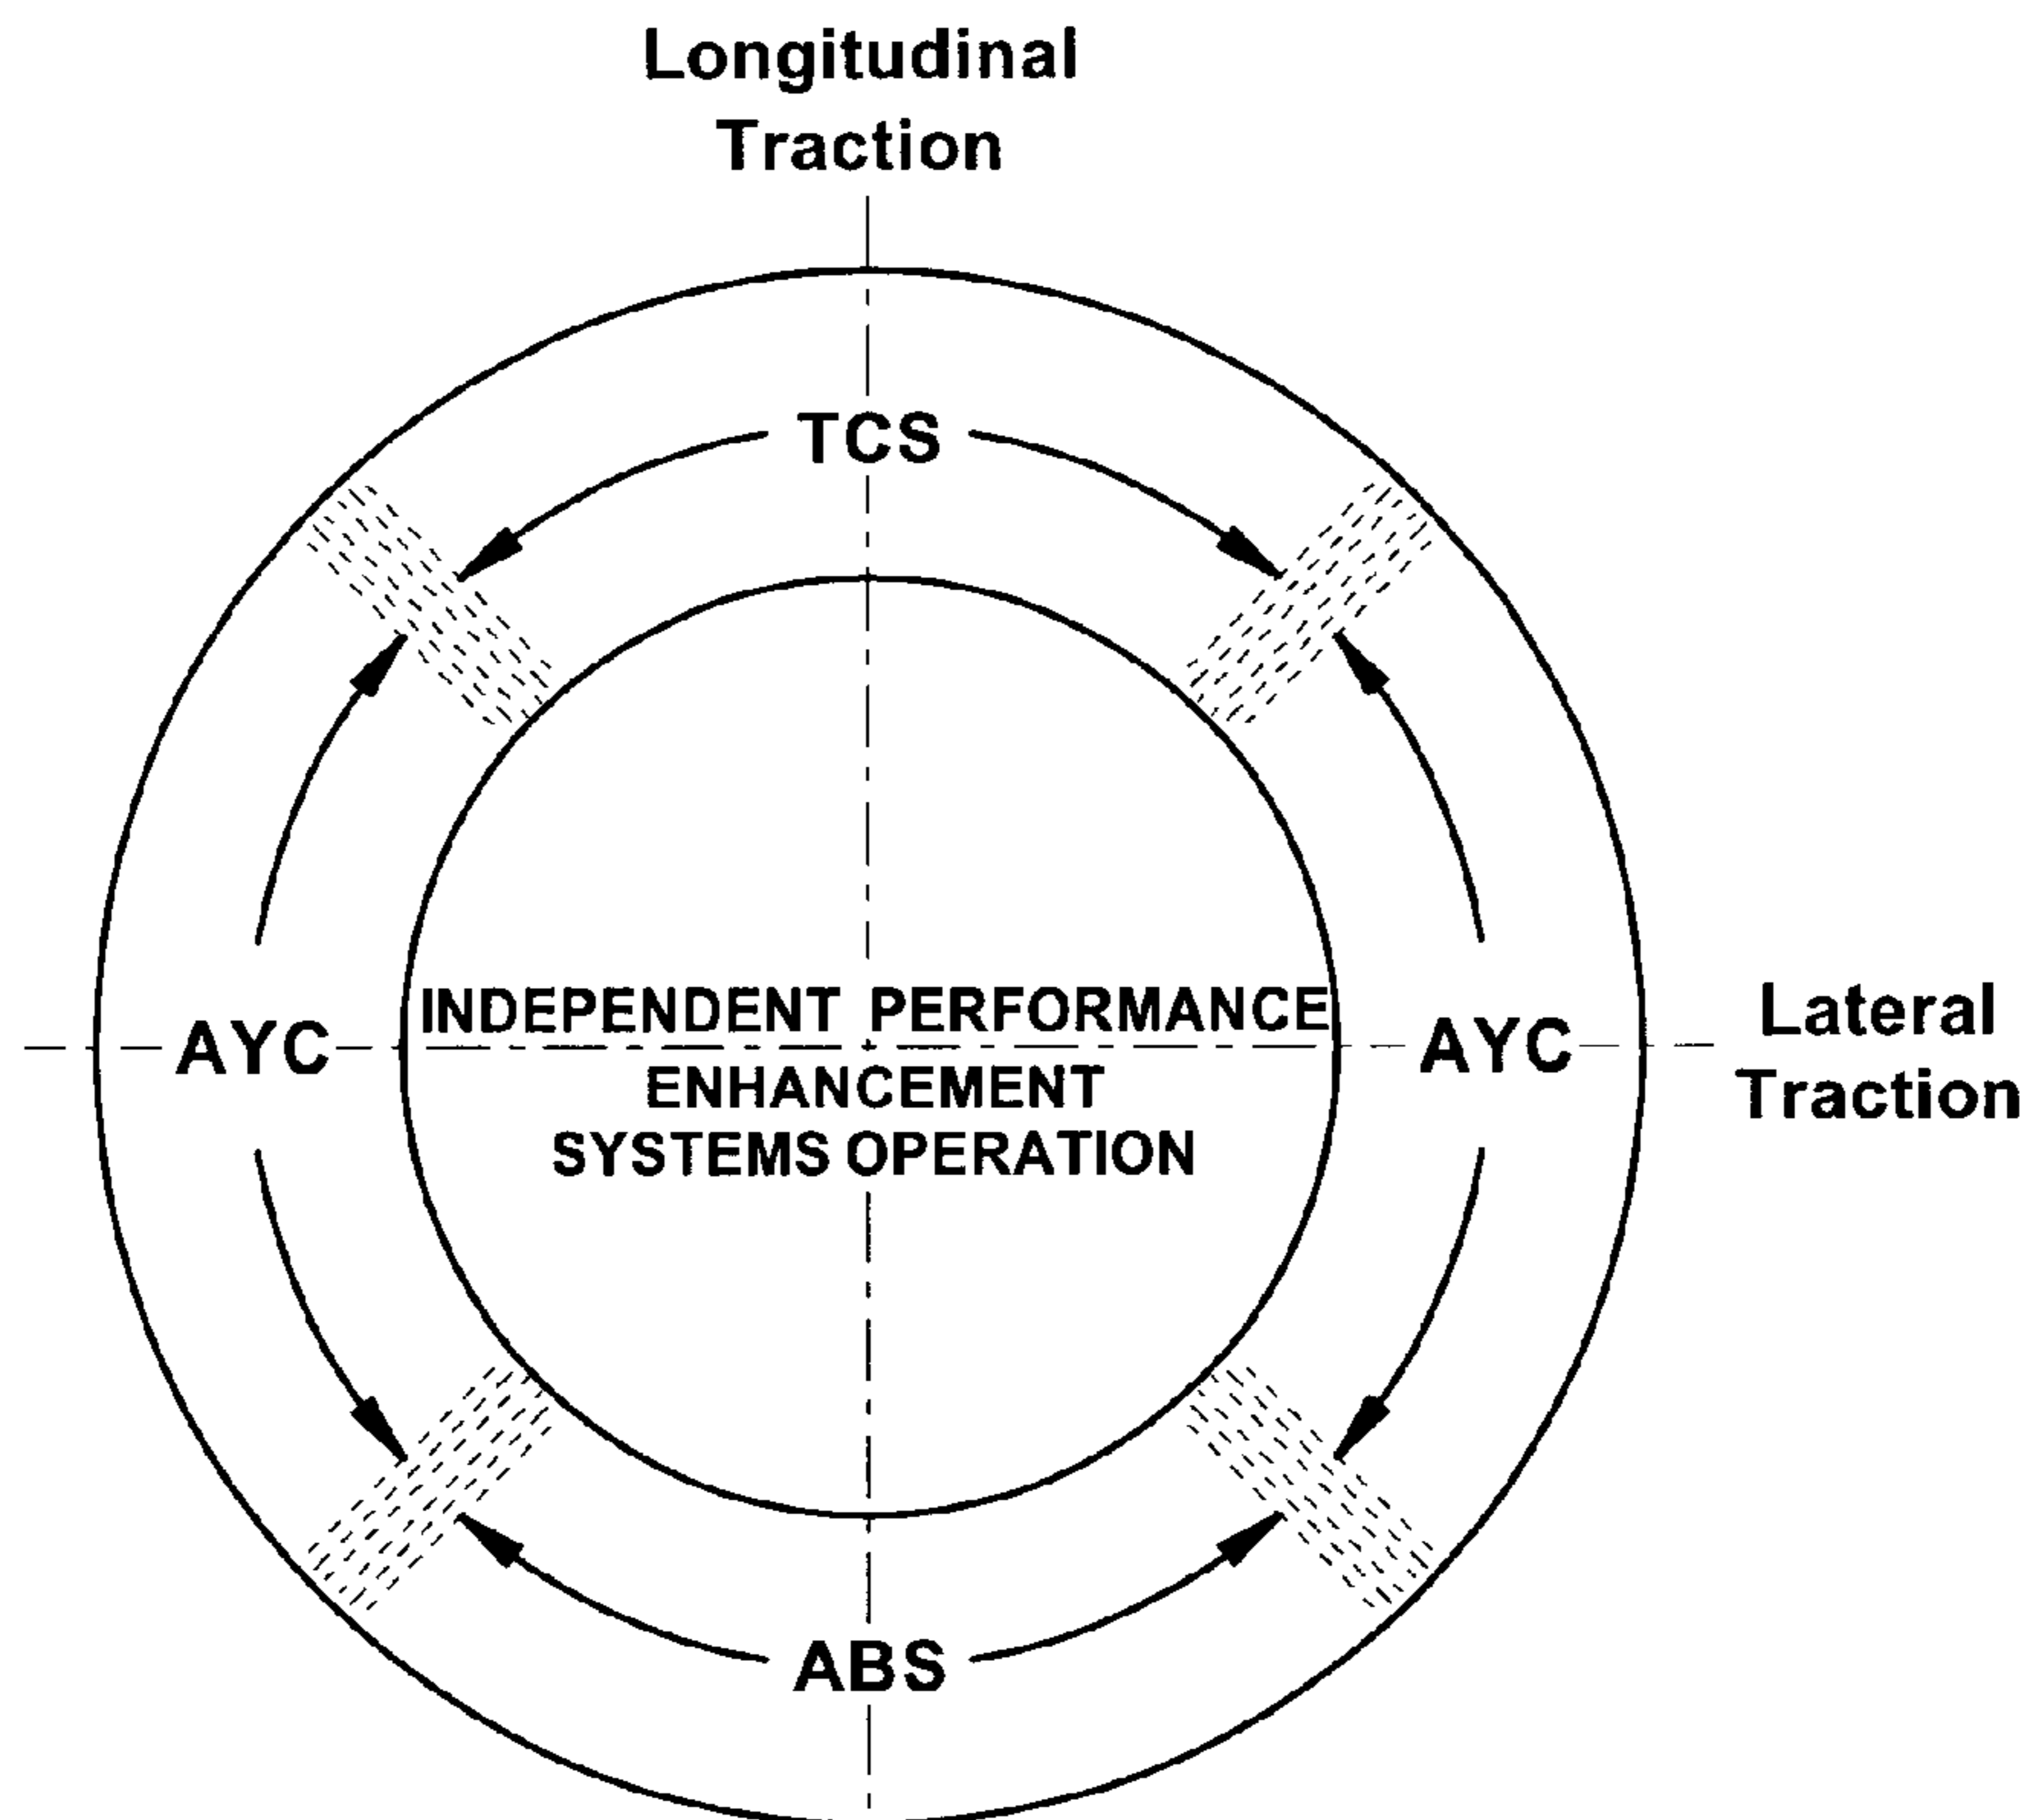 Longitudinal
Traction
TCS
INDEPENDENT PERFORMANCE
AYC
AYC
Lateral
Traction
ENHANCEMENT
SYSTEMS OPERATION
ABS